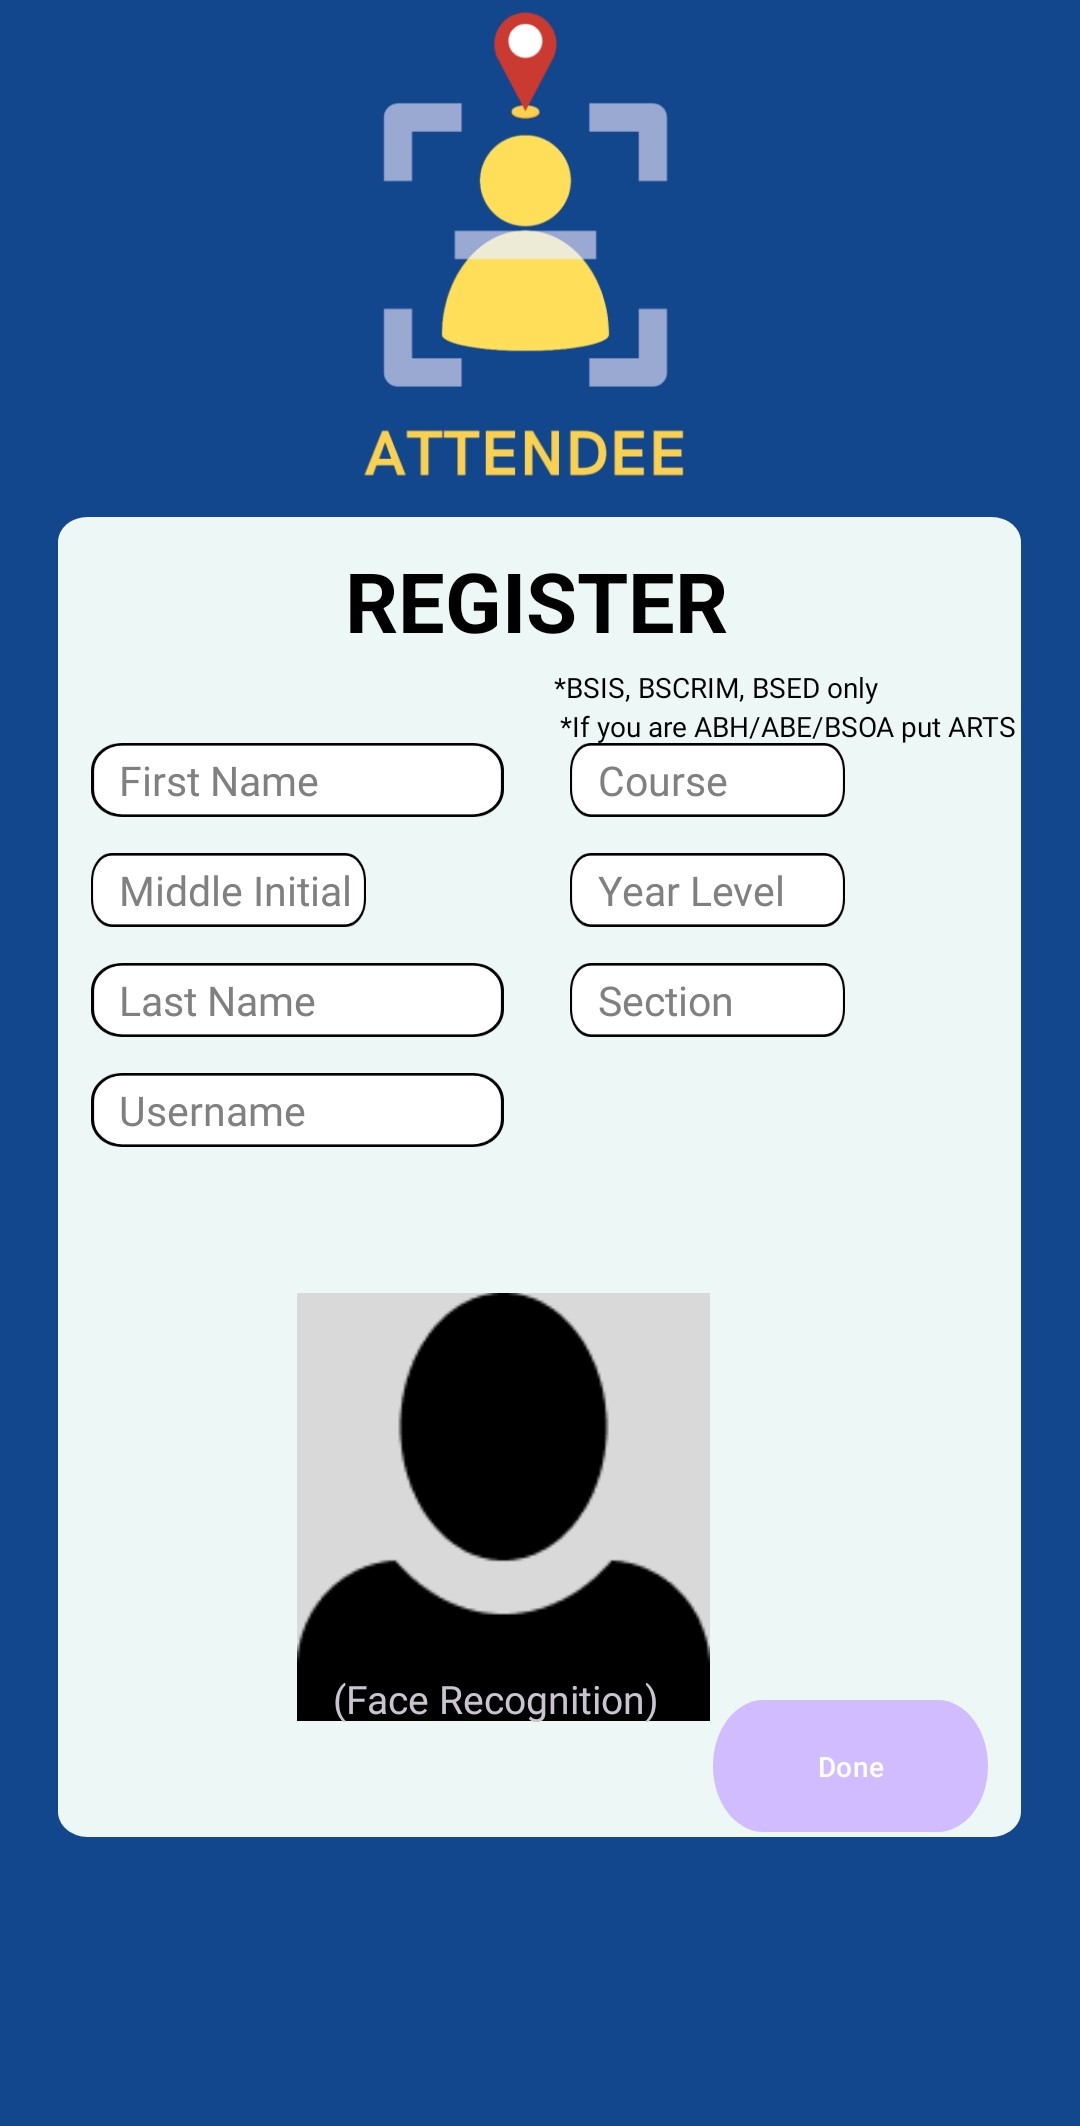 ATTENDEE
REGISTER
*BSIS, BSCRIM, BSED only
*If you are ABH/ABE/BSOA put ARTS
First Name
Course
Middle Initial
Year Level
Last Name
Section
Username
(Face Recognition)
Done